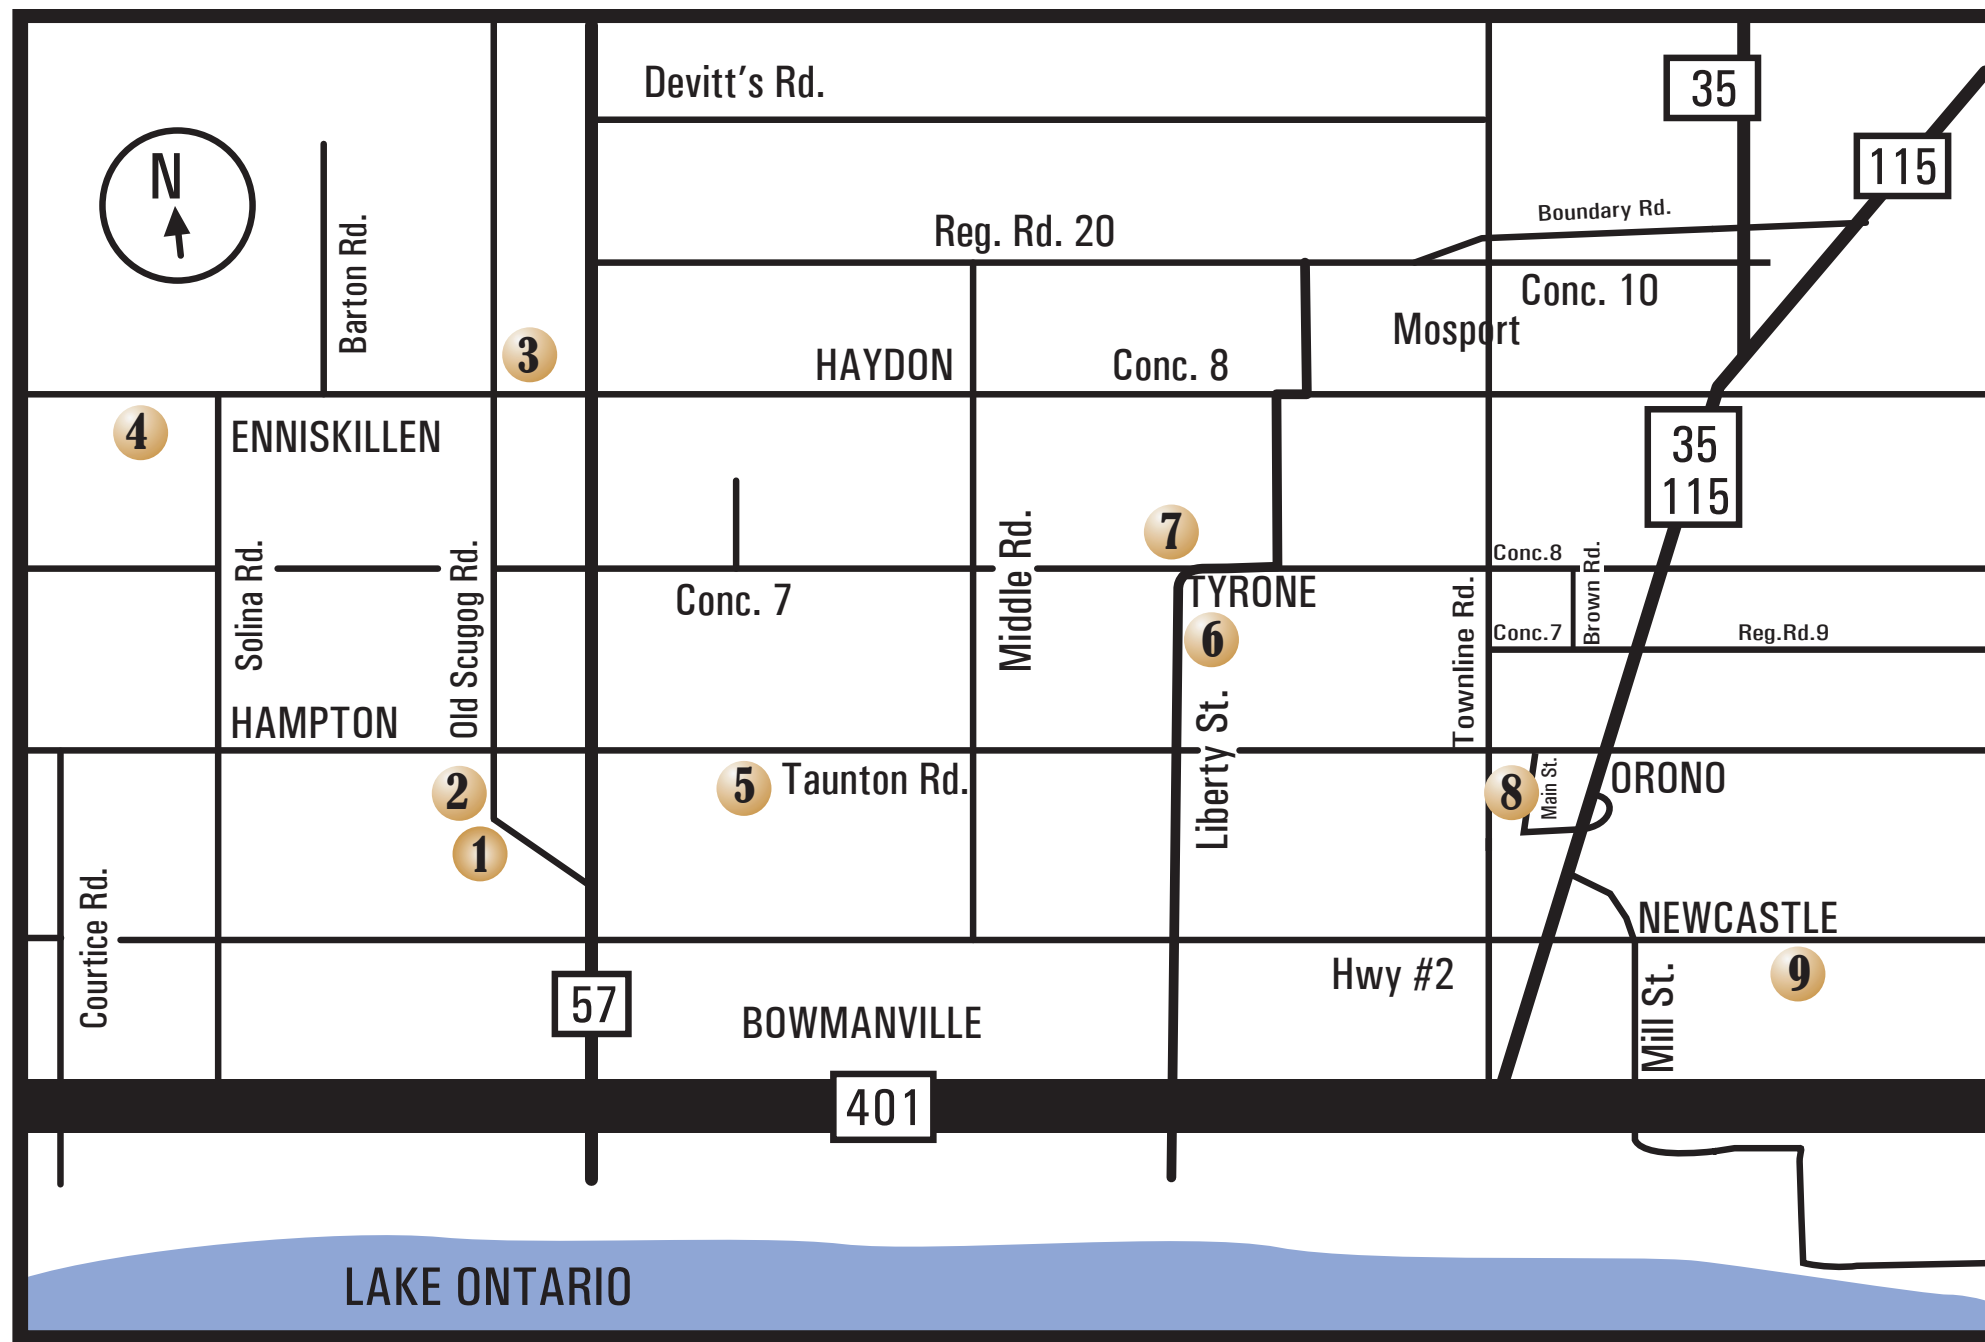 Devitt's Rd.
35
115
N
Barton Rd.
Reg. Rd. 20
Boundary Rd.
Conc. 10
Mosport
3
HAYDON
Conc. 8
4
ENNISKILLEN
35
115
7
Solina Rd.
Old Scugog Rd.
Conc. 7
Middle Rd.
TYRONE
6
Townline Rd.
Conc.8
Conc.7
Brown Rd.
Reg.Rd.9
HAMPTON
2
1
5
Taunton Rd.
Liberty St.
8
Main St.
ORONO
Courtice Rd.
NEWCASTLE
57
BOWMANVILLE
Hwy #2
Mill St.
9
401
LAKE ONTARIO